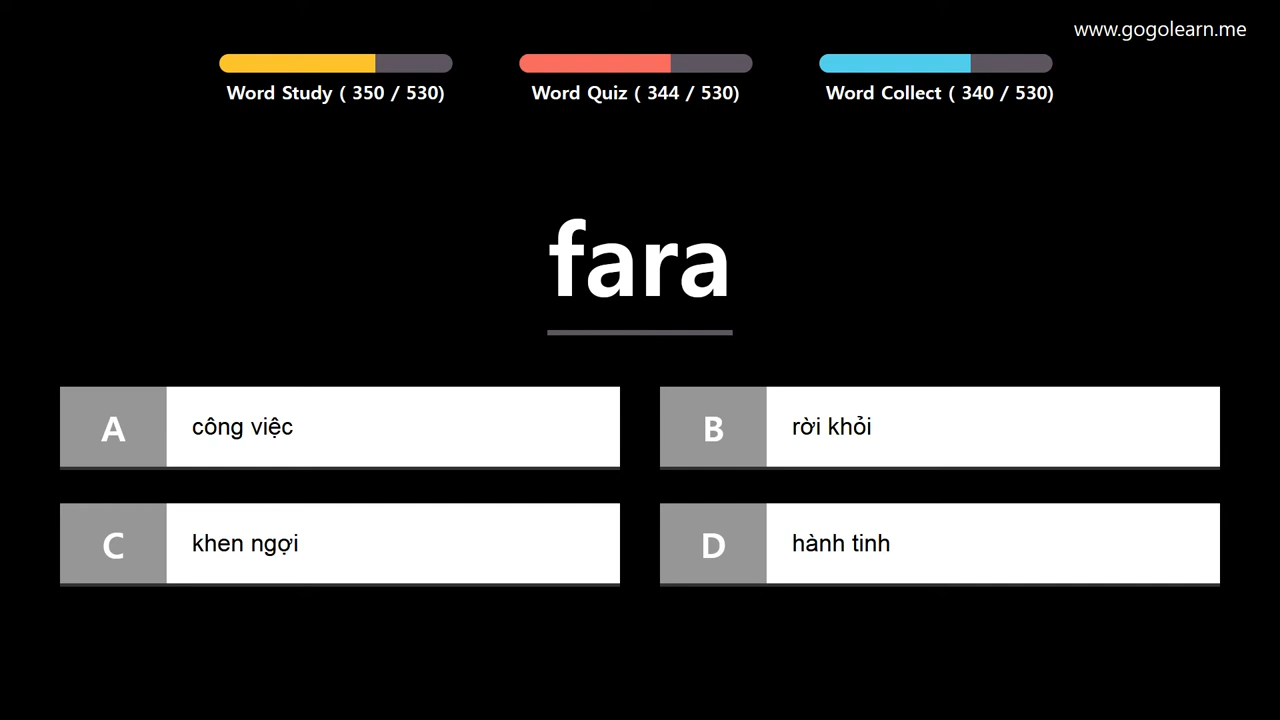 www.gogolearn.me
Word Study ( 350 / 530)
Word Quiz ( 344 / 530)
Word Collect ( 340 / 530)
fara
A
công việc
B
rời khỏi
C
khen ngợi
D
hành tinh